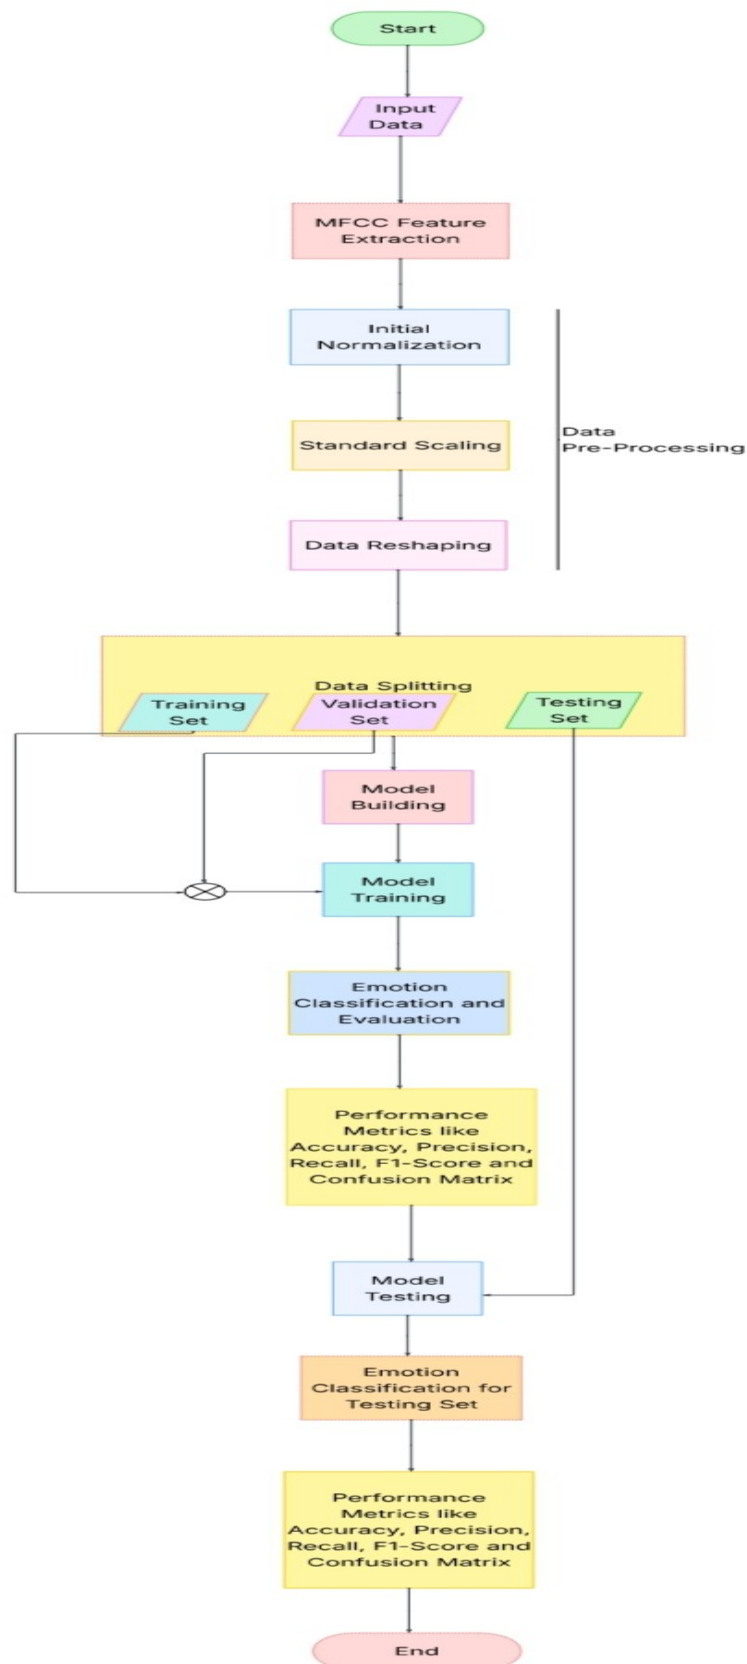 Start
Input
Data
MFCC Feature
Extraction
Initial
Normalization
Standard Scaling
Data
Pre-Processing
Data Reshaping
Data Splitting
Training
Set
Validation
Set
Testing
Set
Model
Building
Model
Training
Emotion
Classification and
Evaluation
Performance
Metrics like
Accuracy, Precision,
Recall, F1-Score and
Confusion Matrix
Model
Testing
Emotion
Classification for
Testing Set
Performance
Metrics like
Accuracy, Precision,
Recall, F1-Score and
Confusion Matrix
End